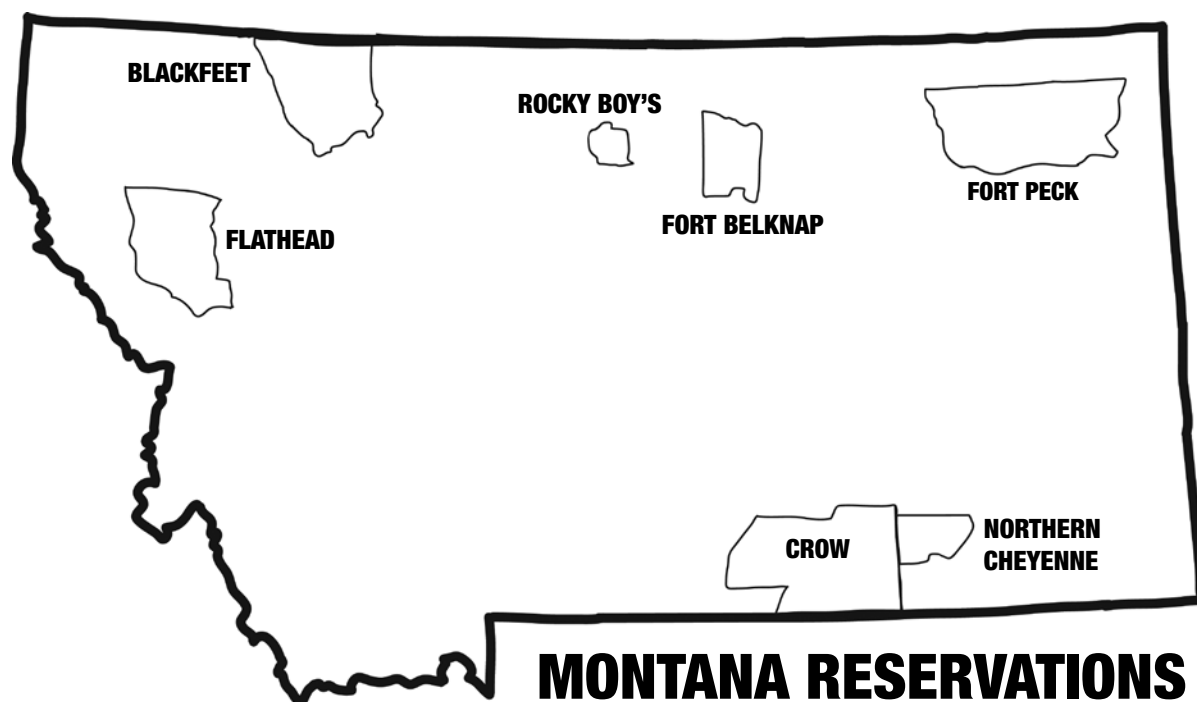 BLACKFEET
ROCKY BOY'S
FORT PECK
FORT BELKNAP
FLATHEAD
NORTHERN
CHEYENNE
CROW
MONTANA RESERVATIONS